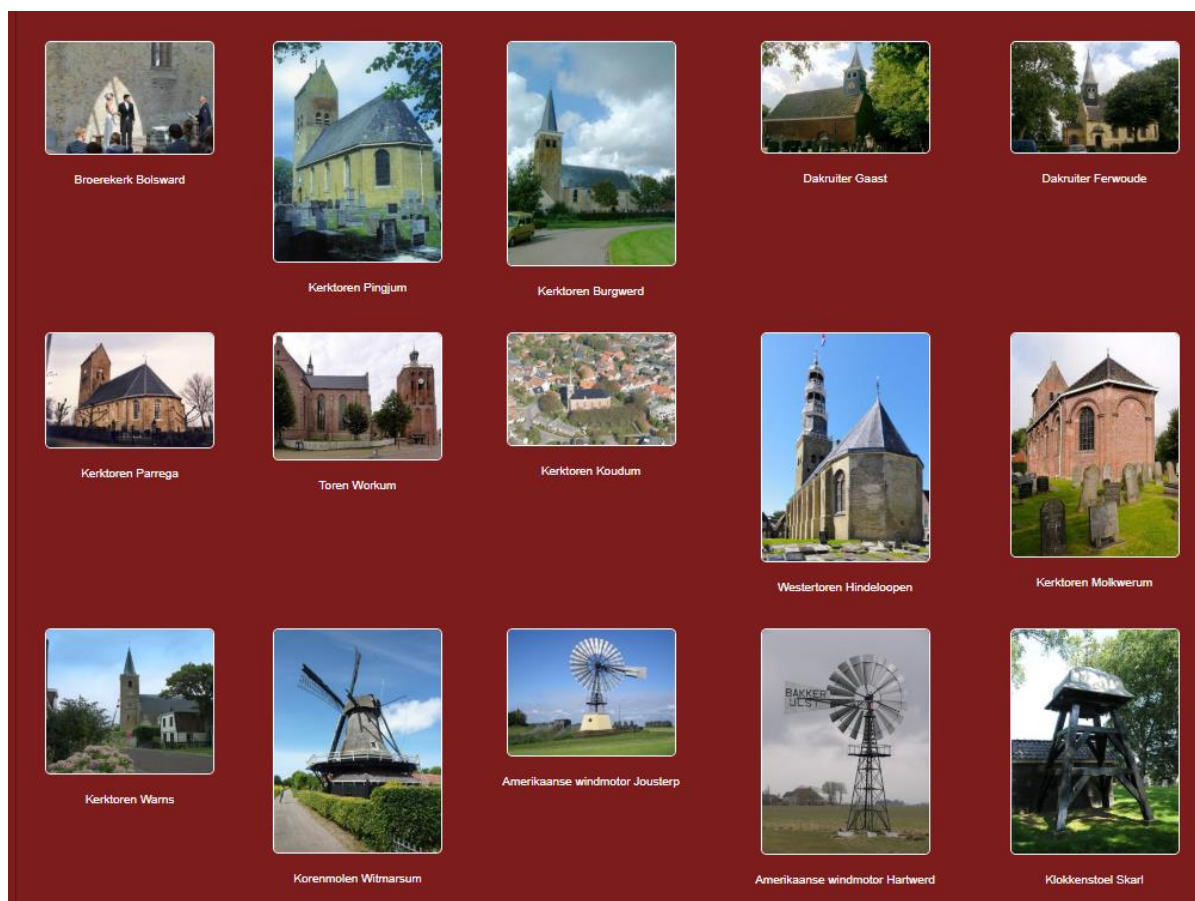 Broerekerk Bolsward
Kerktoren Pingjum
Kerktoren Burgwerd
Dakruiter Gaast
Dakruiter Ferwoude
Kerktoren Parrega
Toren Workum
Kerktoren Koudum
Westertoren Hindeloopen
Kerktoren Molkwerum
Kerktoren Warns
Korenmolen Witmarsum
Amerikaanse windmotor Jousterp
BAKKER
IJLST
Amerikaanse windmotor Hartwerd
Klokkenstoel Skarl